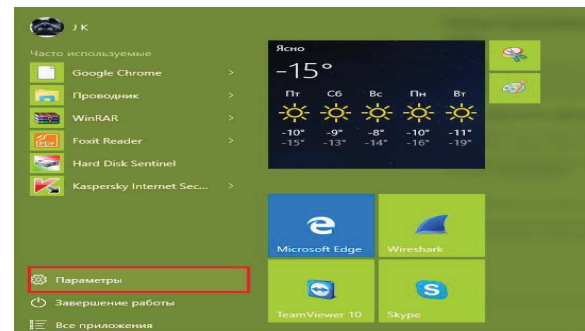 J K
Часто используемые
Google Chrome
Проводник
WinRAR
Foxit Reader
Hard Disk Sentinel
Kaspersky Internet Sec...
Параметры
Завершение работы
Все приложения
Ясно
-15°
Пт Сб Вс Пн Вт
-10° -9° -8° -10° -11°
-15° -13° -14° -16° -19°
Microsoft Edge
Wireshark
TeamViewer 10
Skype